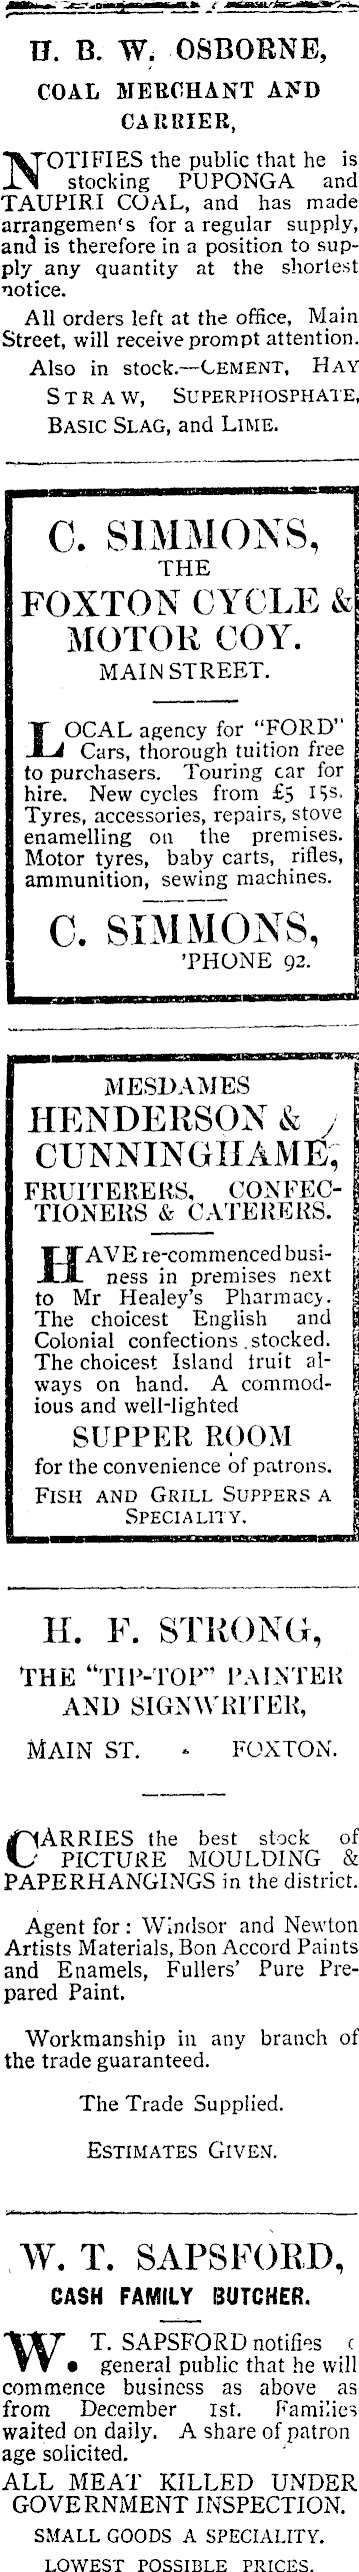 H. B. W. OSBORNE,
COAL MERCHANT AND
CARRIER,
NOTIFIES the public that he is
stocking PUPONGA and
TAUPIRI COAL, and has made
arrangements for a regular supply,
and is therefore in a position to sup-
ply any quantity at the shortest
notice.
All orders left at the office, Main
Street, will receive prompt attention.
Also in stock.—CEMENT, HAY
STRAW, SUPERPHOSPHATE,
BASIC SLAG, and LIME.
C. SIMMONS,
THE
FOXTON CYCLE &
MOTOR COY.
MAIN STREET.
LOCAL agency for "FORD"
Cars, thorough tuition free
to purchasers. Touring car for
hire. New cycles from £5 15s.
Tyres, accessories, repairs, stove
enamelling on the premises.
Motor tyres, baby carts, rifles,
ammunition, sewing machines.
C. SIMMONS,
'PHONE 92.
MESDAMES
HENDERSON &
CUNNINGHAME,
FRUITERERS, CONFEC-
TIONERS & CATERERS.
HAVE re-commenced busi-
ness in premises next
to Mr Healey's Pharmacy.
The choicest English and
Colonial confections stocked.
The choicest Island fruit al-
ways on hand. A commod-
ious and well-lighted
SUPPER ROOM
for the convenience of patrons.
FISH AND GRILL SUPPERS A
SPECIALITY.
H. F. STRONG,
THE "TIP-TOP" PAINTER
AND SIGNWRITER,
MAIN ST. - FOXTON.
CARRIES the best stock of
PICTURE MOULDING &
PAPERHANGINGS in the district.
Agent for: Windsor and Newton
Artists Materials, Bon Accord Paints
and Enamels, Fullers' Pure Pre-
pared Paint.
Workmanship in any branch of
the trade guaranteed.
The Trade Supplied.
ESTIMATES GIVEN.
W. T. SAPSFORD,
CASH FAMILY BUTCHER.
W. T. SAPSFORD notifies
general public that he will
commence business as above as
from December 1st. Families
waited on daily. A share of patron
age solicited.
ALL MEAT KILLED UNDER
GOVERNMENT INSPECTION.
SMALL GOODS A SPECIALITY.
LOWEST POSSIBLE PRICES.